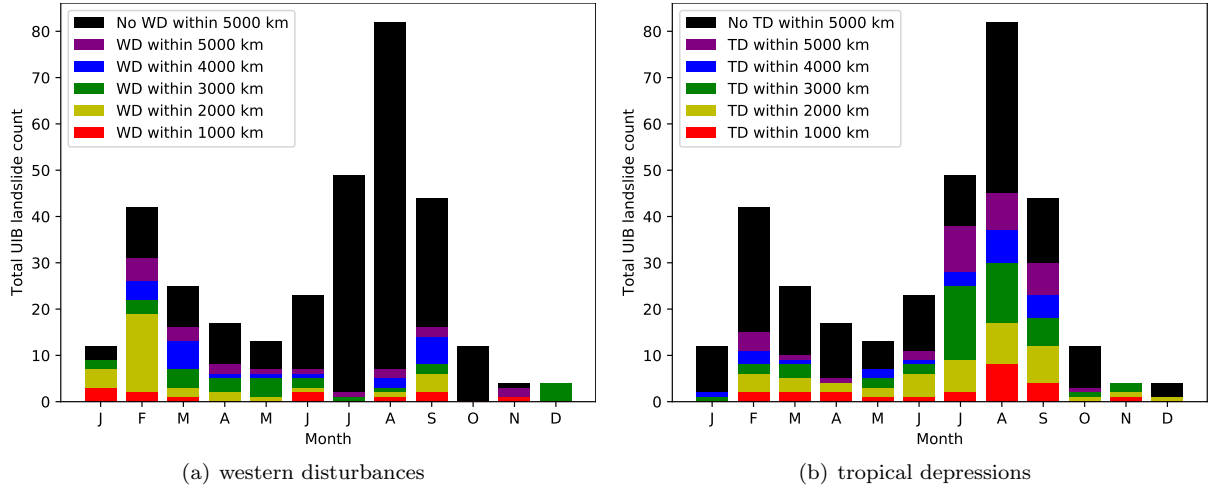 Total UIB landslide count
80
70
60
50
40
30
20
10
0
No WD within 5000 km
WD within 5000 km
WD within 4000 km
WD within 3000 km
WD within 2000 km
WD within 1000 km
J F M A M J J A S O N D
Month
(a) western disturbances
Total UIB landslide count
80
70
60
50
40
30
20
10
0
No TD within 5000 km
TD within 5000 km
TD within 4000 km
TD within 3000 km
TD within 2000 km
TD within 1000 km
J F M A M J J A S O N D
Month
(b) tropical depressions